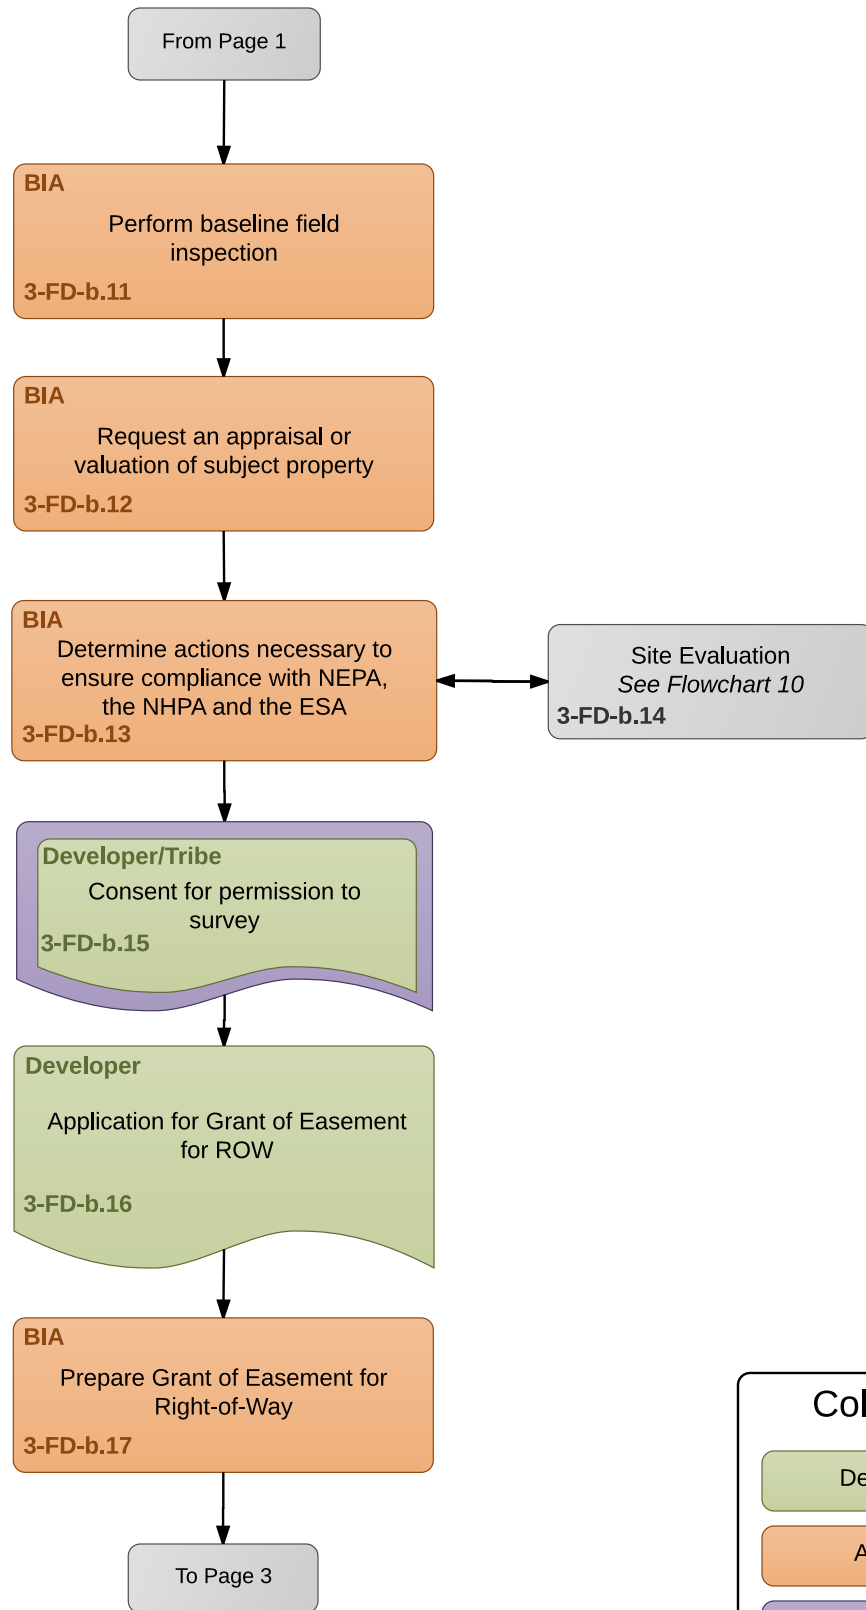 From Page 1
BIA
Perform baseline field
inspection
3-FD-b.11
BIA
Request an appraisal or
valuation of subject property
3-FD-b.12
BIA
Determine actions necessary to
ensure compliance with NEPA,
the NHPA and the ESA
3-FD-b.13
Site Evaluation
See Flowchart 10
3-FD-b.14
Developer/Tribe
Consent for permission to
survey
3-FD-b.15
Developer
Application for Grant of Easement
for ROW
3-FD-b.16
BIA
Prepare Grant of Easement for
Right-of-Way
3-FD-b.17
To Page 3